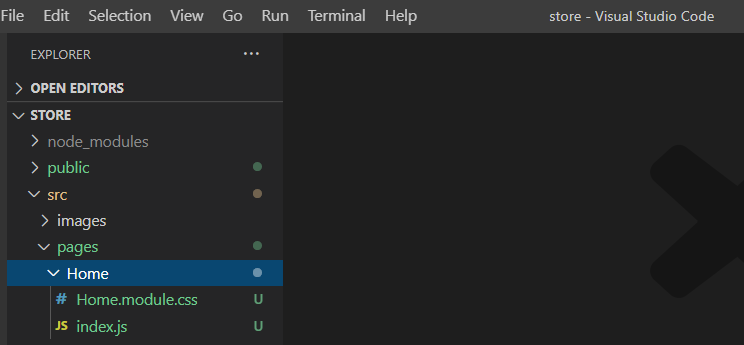 File Edit Selection View Go Run Terminal Help store - Visual Studio Code
EXPLORER ...
OPEN EDITORS
STORE
node_modules
public
src
images
pages
Home
# Home.module.css U
JS index.js U